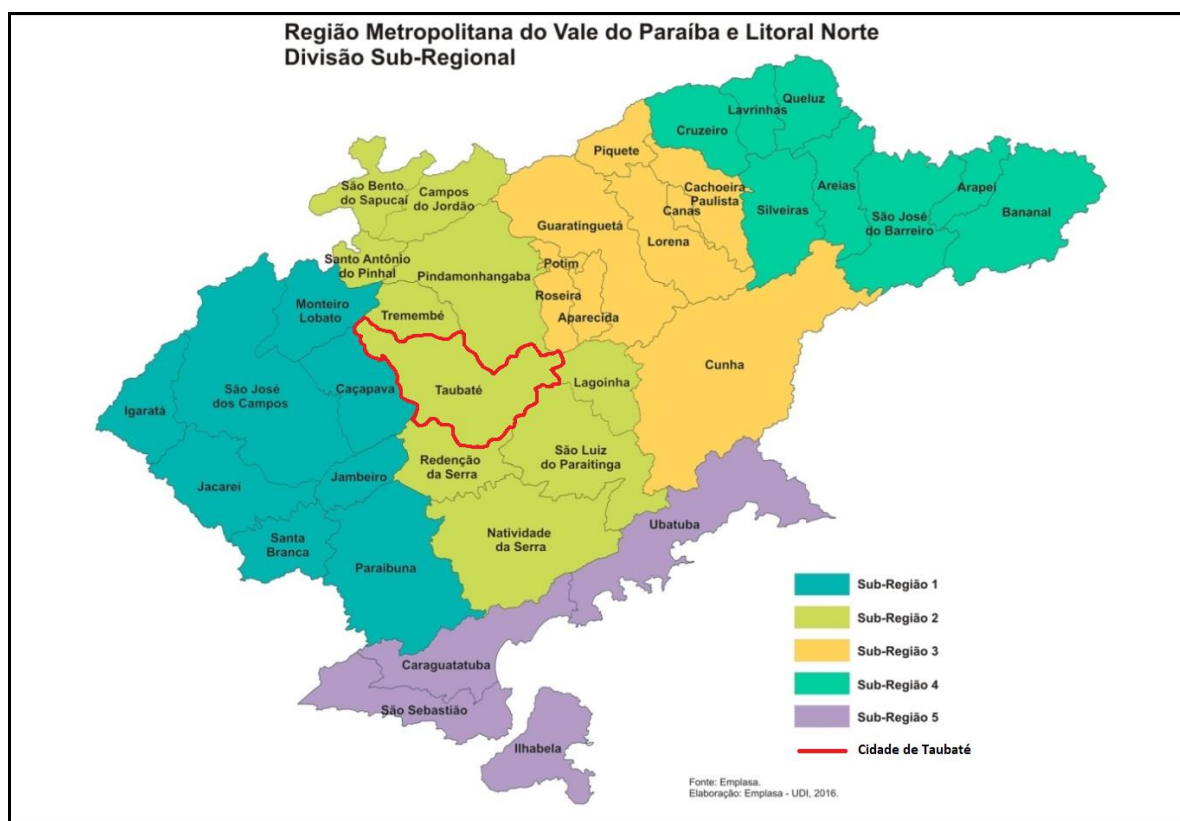 Região Metropolitana do Vale do Paraíba e Litoral Norte
Divisão Sub-Regional
Queluz
Lavrinhas
Cruzeiro
Piquete
São Bento
do Sapucaí
Campos
do Jordão
Cachoeira
Paulista
Canas
Silveiras
Areias
São José
do Barreiro
Arapeí
Bananal
Guaratinguetá
Lorena
Santo Antônio
do Pinhal
Pindamonhangaba
Potim
Roseira
Aparecida
Monteiro
Lobato
Tremembé
Cunha
São José
dos Campos
Caçapava
Taubaté
Lagoinha
Igaratá
Redenção
da Serra
São Luiz
do Paraitinga
Jacareí
Jambeiro
Ubatuba
Santa
Branca
Natividade
da Serra
Paraibuna
Caraguatatuba
São Sebastião
Ilhabela
Sub-Região 1
Sub-Região 2
Sub-Região 3
Sub-Região 4
Sub-Região 5
Cidade de Taubaté
Fonte: Emplasa.
Elaboração: Emplasa - UDI, 2016.